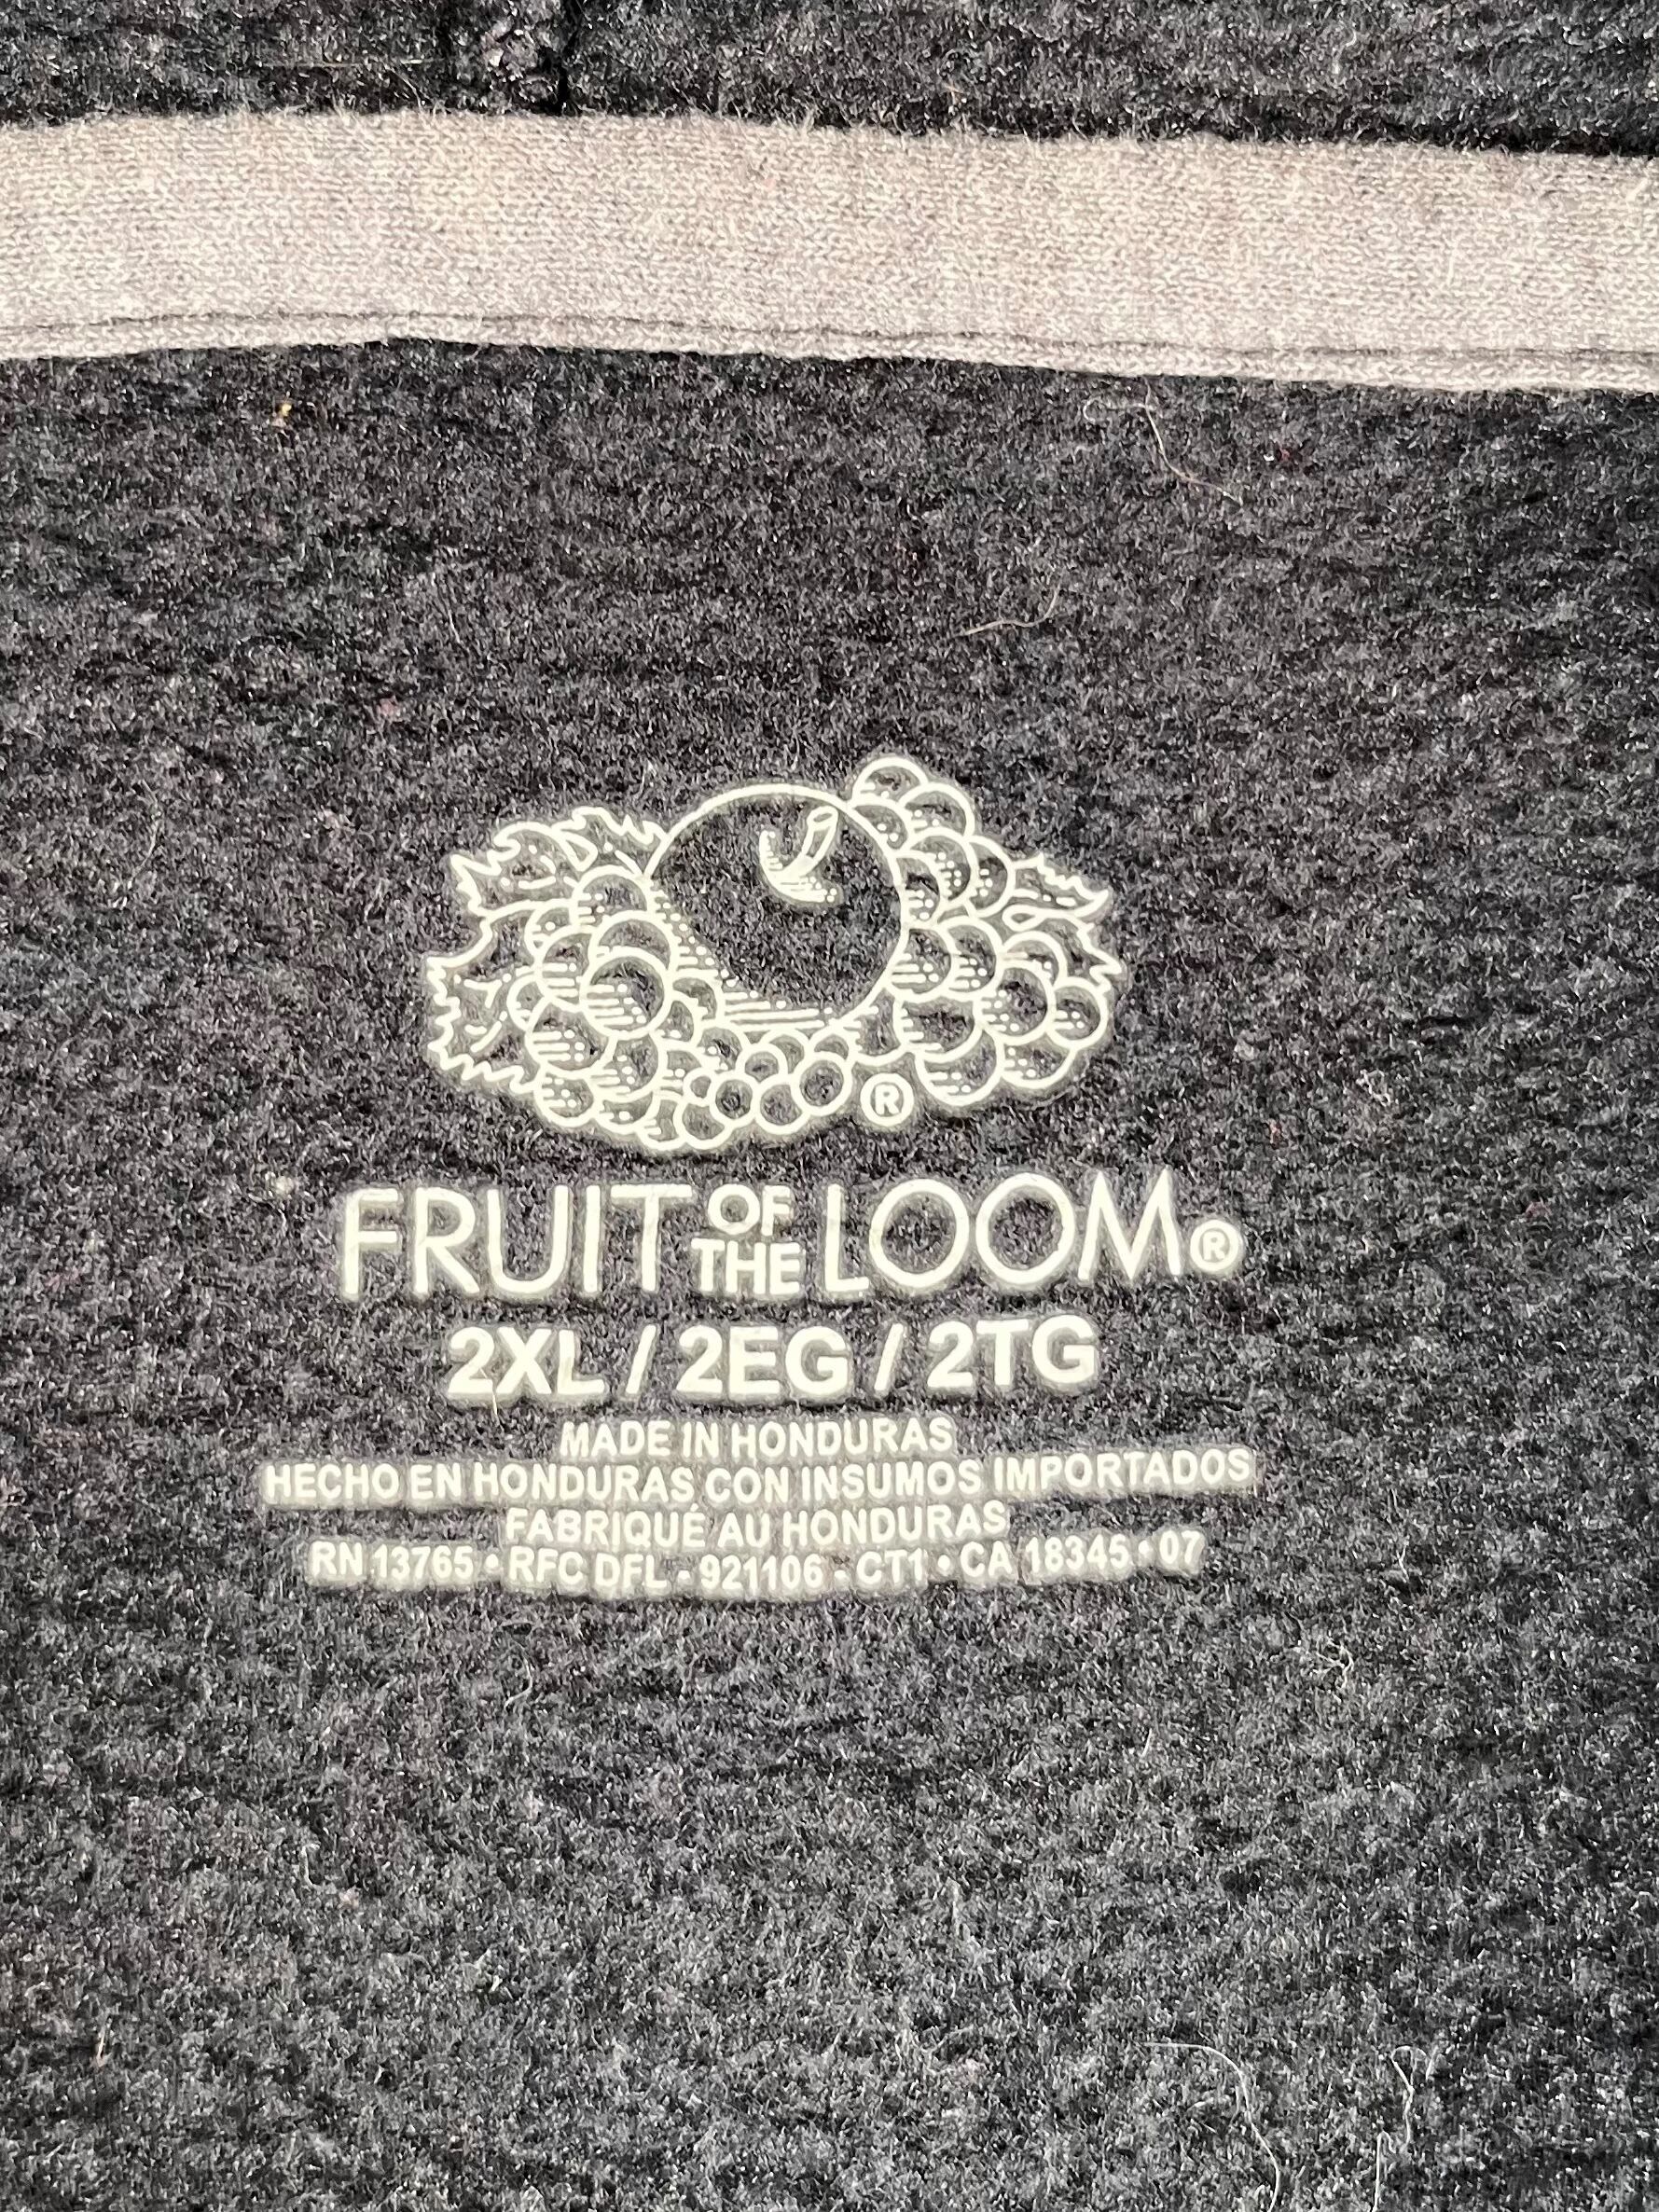 ®
FRUIT OF THE LOOM®
2XL / 2EG / 2TG
MADE IN HONDURAS
HECHO EN HONDURAS CON INSUMOS IMPORTADOS
FABRIQUÉ AU HONDURAS
RN 13765 • RFC DFL - 921106 - CT1 • CA 18345 • 07